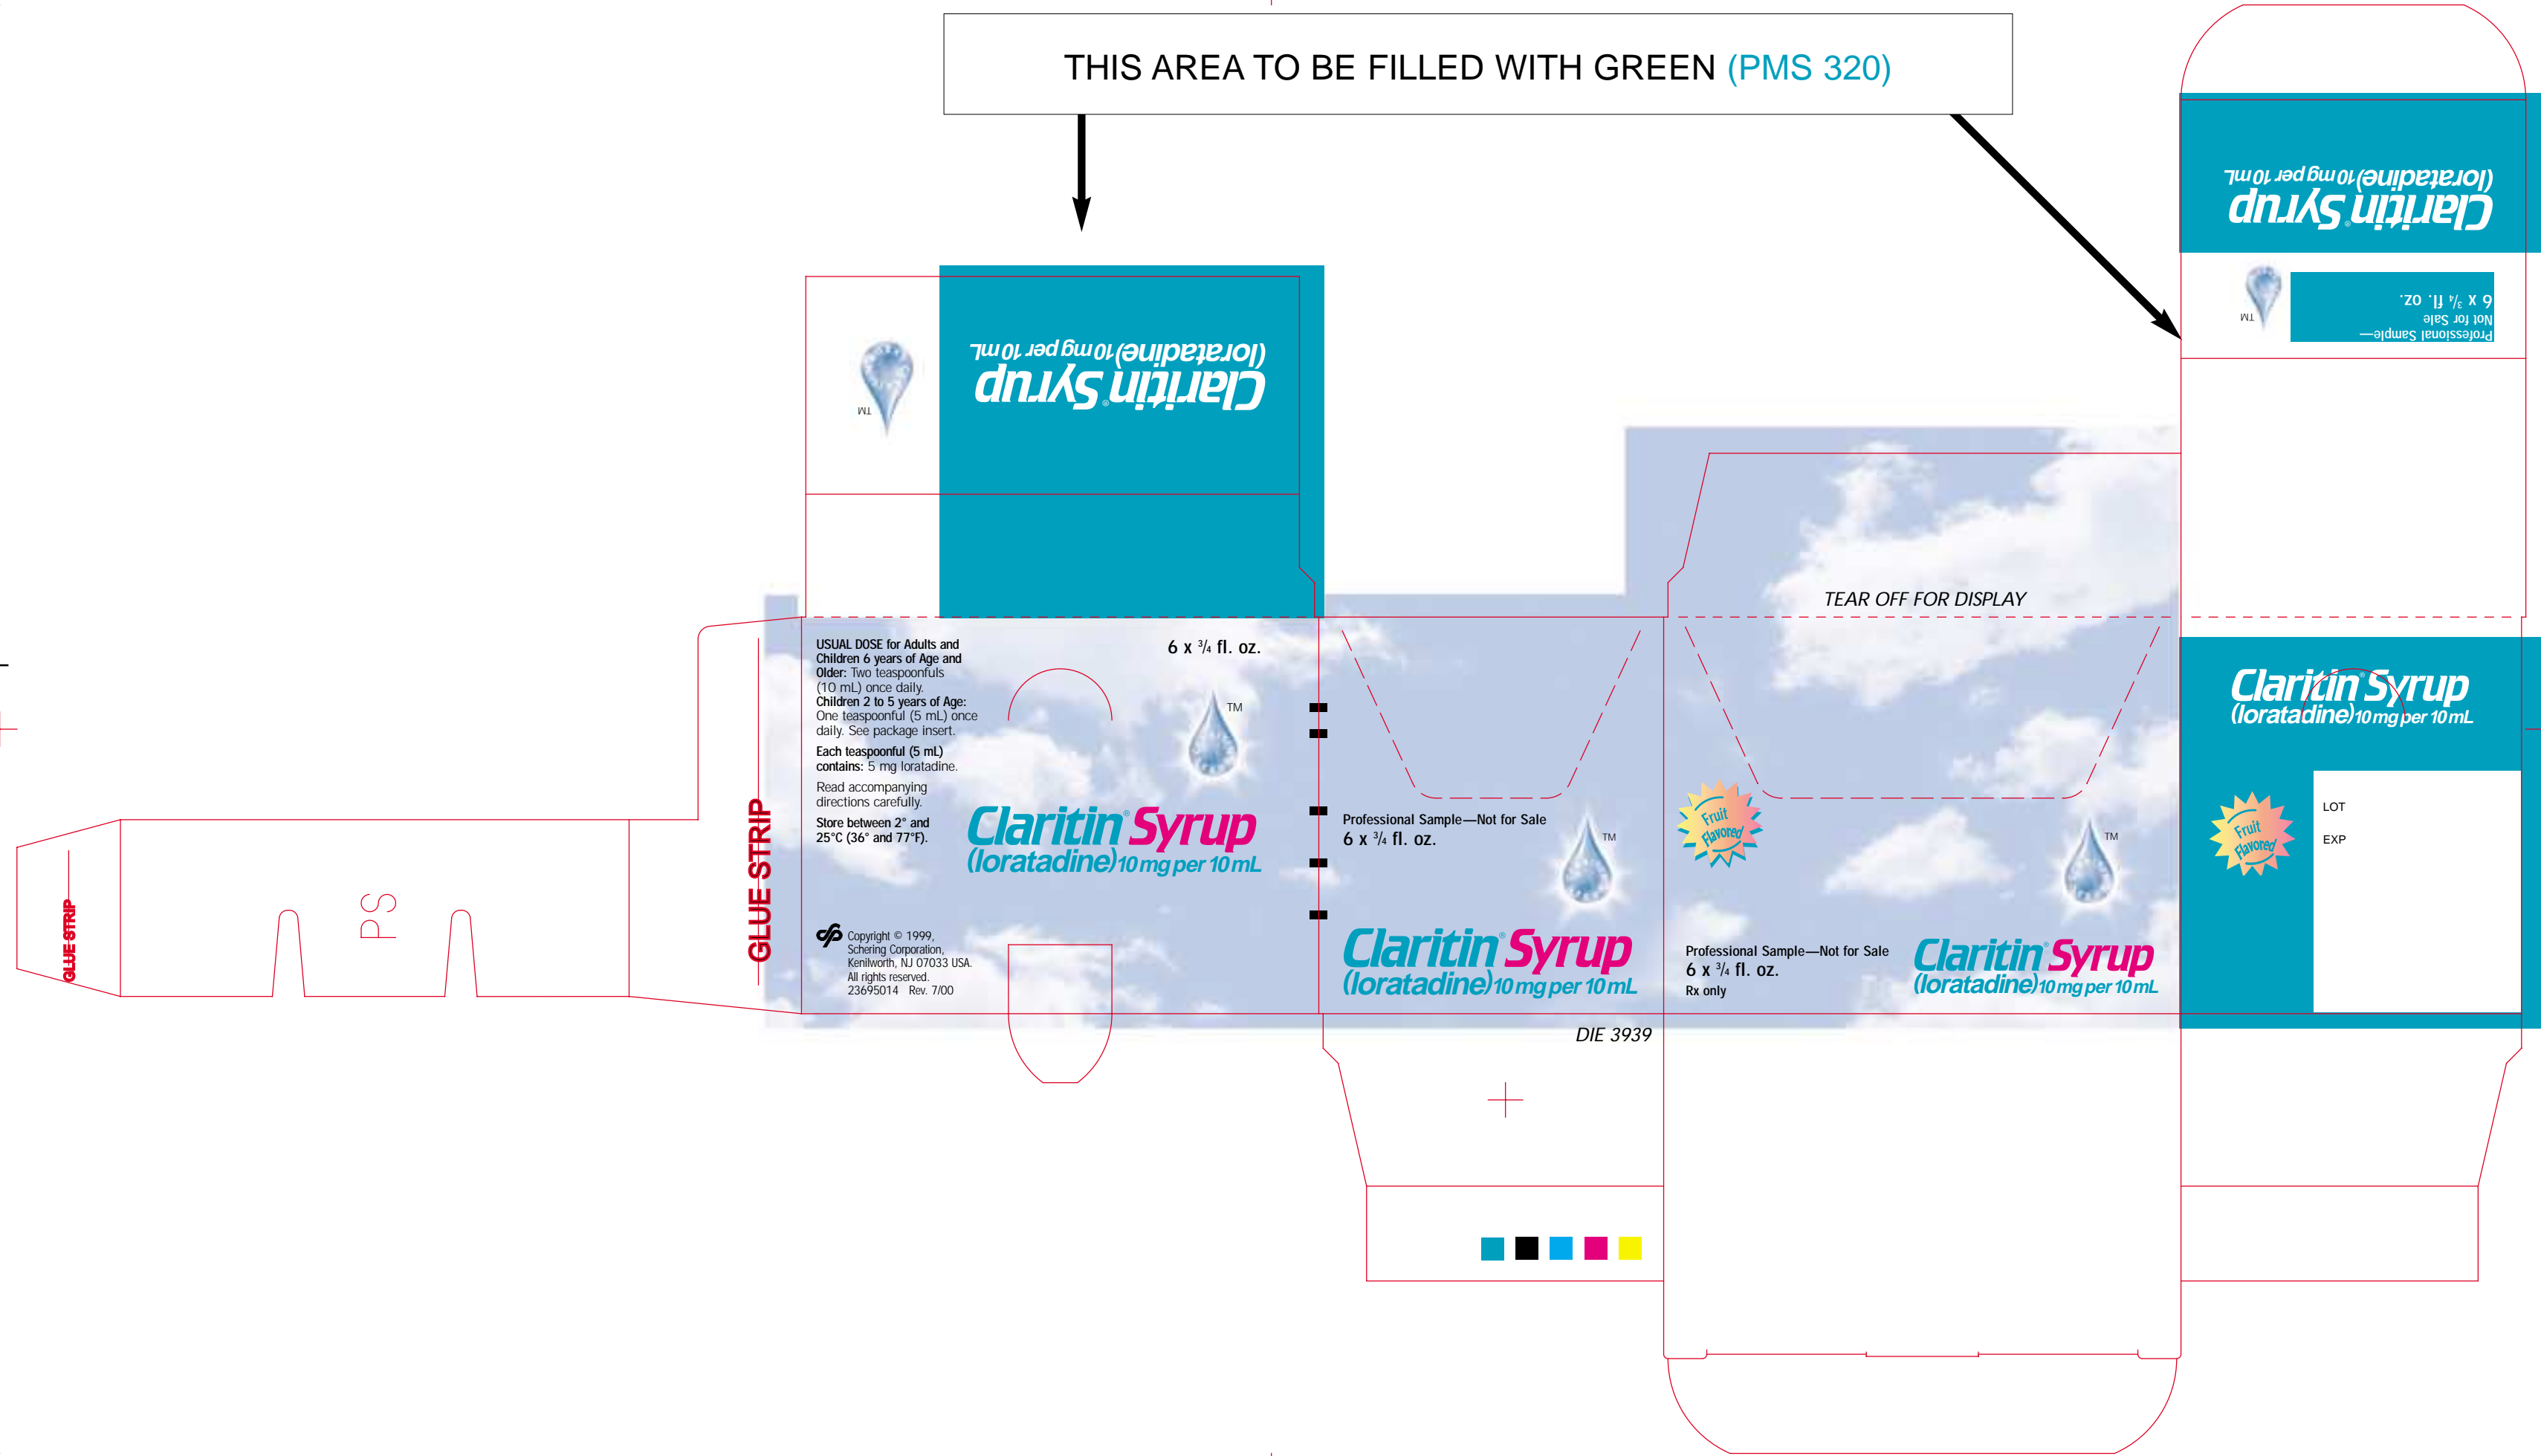 THIS AREA TO BE FILLED WITH GREEN (PMS 320)
Claritin® Syrup
(loratadine) 10 mg per 10 mL
Professional Sample—
Not for Sale
6 x 3/4 fl. oz.
TM
Claritin® Syrup
(loratadine) 10 mg per 10 mL
TM
TEAR OFF FOR DISPLAY
USUAL DOSE for Adults and
Children 6 years of Age and
Older: Two teaspoonfuls
(10 mL) once daily.
Children 2 to 5 years of Age:
One teaspoonful (5 mL) once
daily. See package insert.
Each teaspoonful (5 mL)
contains: 5 mg loratadine.
Read accompanying
directions carefully.
Store between 2° and
25°C (36° and 77°F).
Copyright © 1999,
Schering Corporation,
Kenilworth, NJ 07033 USA.
All rights reserved.
23695014 Rev. 7/00
6 x 3/4 fl. oz.
TM
Claritin® Syrup
(loratadine) 10 mg per 10 mL
GLUE STRIP
PS
GLUE STRIP
Professional Sample—Not for Sale
6 x 3/4 fl. oz.
TM
Claritin® Syrup
(loratadine) 10 mg per 10 mL
DIE 3939
Fruit
Flavored
TM
Professional Sample—Not for Sale
6 x 3/4 fl. oz.
Rx only
Claritin® Syrup
(loratadine) 10 mg per 10 mL
Claritin® Syrup
(loratadine) 10 mg per 10 mL
Fruit
Flavored
LOT
EXP